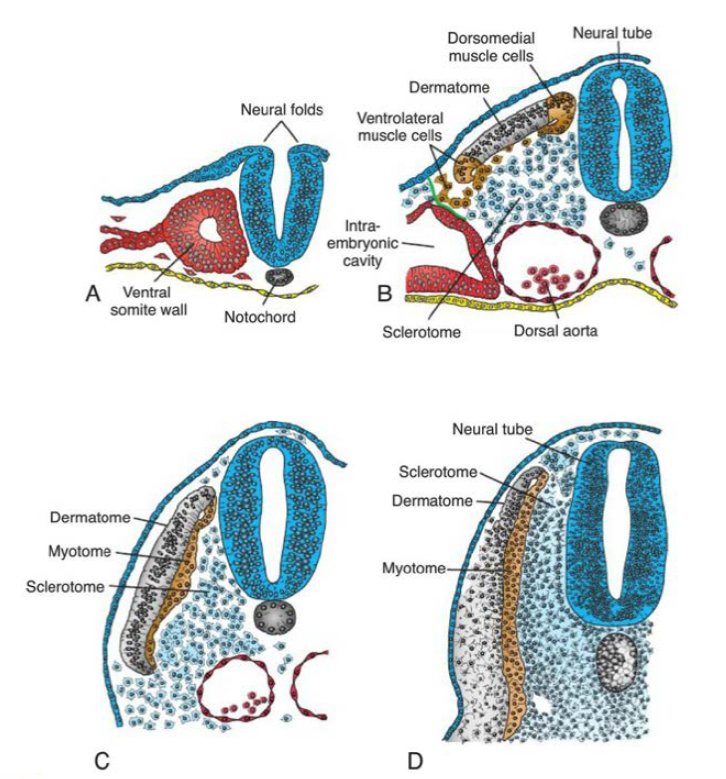 Neural folds
A
Ventral
somite wall
Notochord
Dorsomedial
muscle cells
Neural tube
Dermatome
Ventrolateral
muscle cells
Intra-
embryonic
cavity
B
Sclerotome
Dorsal aorta
Dermatome
Myotome
Sclerotome
C
Neural tube
Sclerotome
Dermatome
Myotome
D